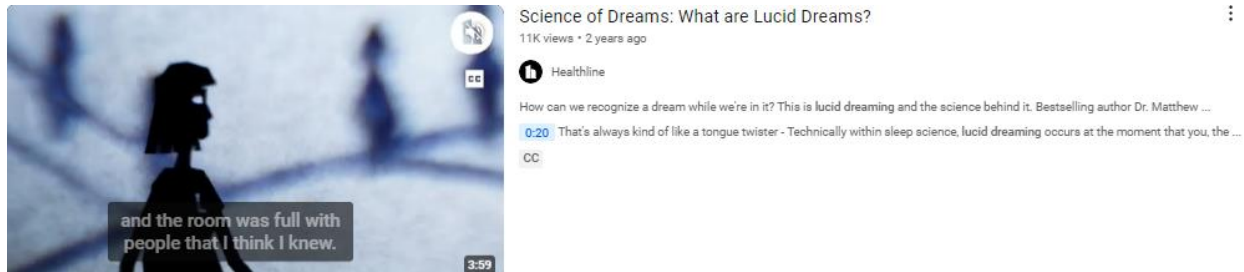 CC
and the room was full with
people that I think I knew.
3:59
Science of Dreams: What are Lucid Dreams?
11K views • 2 years ago
Healthline
How can we recognize a dream while we're in it? This is lucid dreaming and the science behind it. Bestselling author Dr. Matthew ...
0:20 That's always kind of like a tongue twister - Technically within sleep science, lucid dreaming occurs at the moment that you, the ...
CC